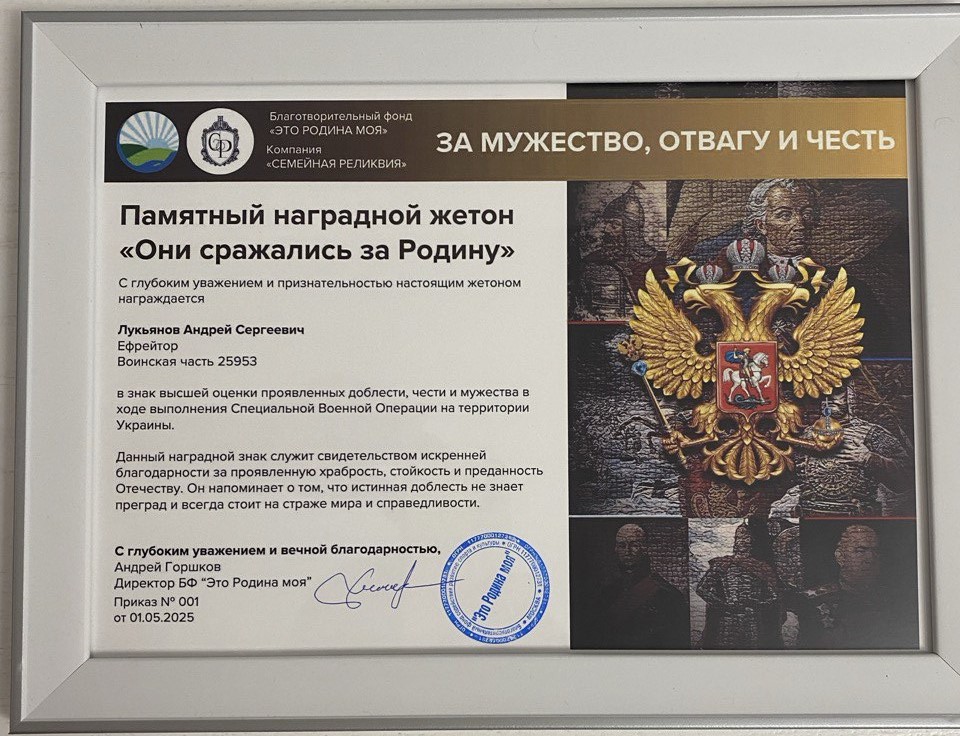 Благотворительный фонд
«ЭТО РОДИНА МОЯ»
Компания
«СЕМЕЙНАЯ РЕЛИКВИЯ»
ЗА МУЖЕСТВО, ОТВАГУ И ЧЕСТЬ
Памятный наградной жетон
«Они сражались за Родину»
С глубоким уважением и признательностью настоящим жетоном
награждается
Лукьянов Андрей Сергеевич
Ефрейтор
Воинская часть 25953
в знак высшей оценки проявленных доблести, чести и мужества в
ходе выполнения Специальной Военной Операции на территории
Украины.
Данный наградной знак служит свидетельством искренней
благодарности за проявленную храбрость, стойкость и преданность
Отечеству. Он напоминает о том, что истинная доблесть не знает
преград и всегда стоит на страже мира и справедливости.
С глубоким уважением и вечной благодарностью,
Андрей Горшков
Директор БФ “Это Родина моя”
Приказ № 001
от 01.05.2025
"Это Родина моя"